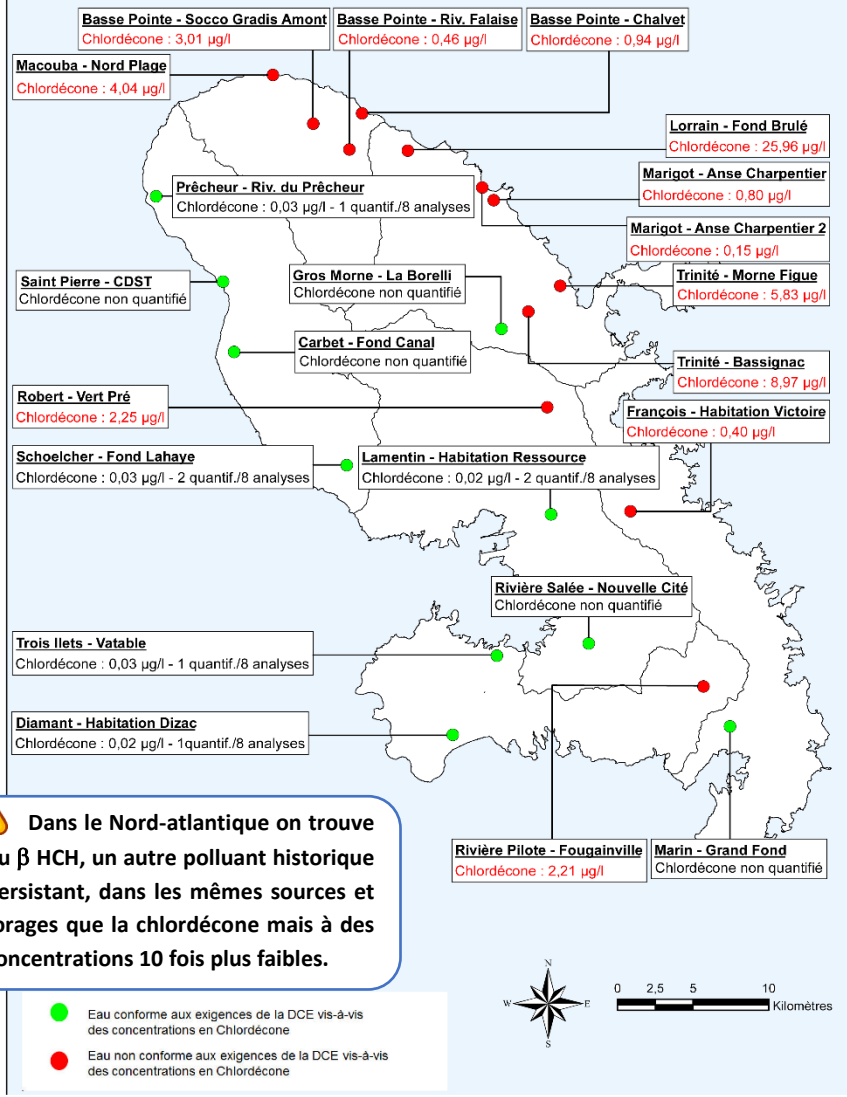 Basse Pointe - Socco Gradis Amont
Chlordécone : 3,01 µg/l
Basse Pointe - Riv. Falaise
Chlordécone : 0,46 µg/l
Basse Pointe - Chalvet
Chlordécone : 0,94 µg/l
Macouba - Nord Plage
Chlordécone : 4,04 µg/l
Lorrain - Fond Brulé
Chlordécone : 25,96 µg/l
Marigot - Anse Charpentier
Chlordécone : 0,80 µg/l
Prêcheur - Riv. du Prêcheur
Chlordécone : 0,03 µg/l - 1 quantif./8 analyses
Marigot - Anse Charpentier 2
Chlordécone : 0,15 µg/l
Saint Pierre - CDST
Chlordécone non quantifié
Gros Morne - La Borelli
Chlordécone non quantifié
Trinité - Morne Figue
Chlordécone : 5,83 µg/l
Carbet - Fond Canal
Chlordécone non quantifié
Trinité - Bassignac
Chlordécone : 8,97 µg/l
Robert - Vert Pré
Chlordécone : 2,25 µg/l
François - Habitation Victoire
Chlordécone : 0,40 µg/l
Schoelcher - Fond Lahaye
Chlordécone : 0,03 µg/l - 2 quantif./8 analyses
Lamentin - Habitation Ressource
Chlordécone : 0,02 µg/l - 2 quantif./8 analyses
Rivière Salée - Nouvelle Cité
Chlordécone non quantifié
Trois Ilets - Vatable
Chlordécone : 0,03 µg/l - 1 quantif./8 analyses
Diamant - Habitation Dizac
Chlordécone : 0,02 µg/l - 1quantif./8 analyses
Rivière Pilote - Fougainville
Chlordécone : 2,21 µg/l
Marin - Grand Fond
Chlordécone non quantifié
Dans le Nord-atlantique on trouve
u β HCH, un autre polluant historique
ersistant, dans les mêmes sources et
orages que la chlordécone mais à des
oncentrations 10 fois plus faibles.
N
W E
S
0 2,5 5 10
Kilomètres
Eau conforme aux exigences de la DCE vis-à-vis
des concentrations en Chlordécone
Eau non conforme aux exigences de la DCE vis-à-vis
des concentrations en Chlordécone